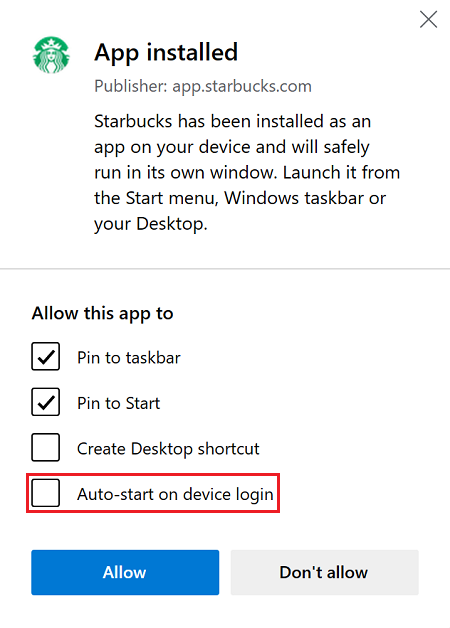 App installed
Publisher: app.starbucks.com
Starbucks has been installed as an
app on your device and will safely
run in its own window. Launch it from
the Start menu, Windows taskbar or
your Desktop.
Allow this app to
Pin to taskbar
Pin to Start
Create Desktop shortcut
Auto-start on device login
Allow
Don't allow